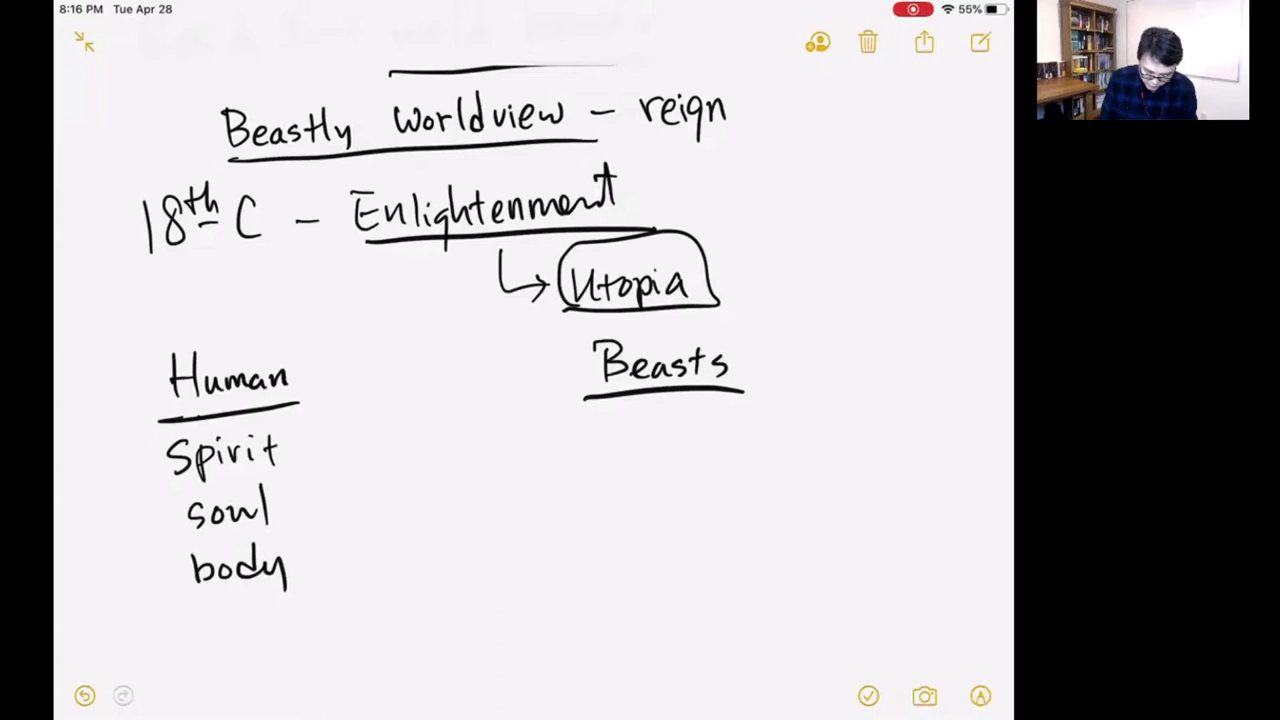 8:16 PM Tue Apr 28 55%
Beastly worldview – reign
18th C – Enlightenment
↳ Utopia
Human Beasts
Spirit
soul
body